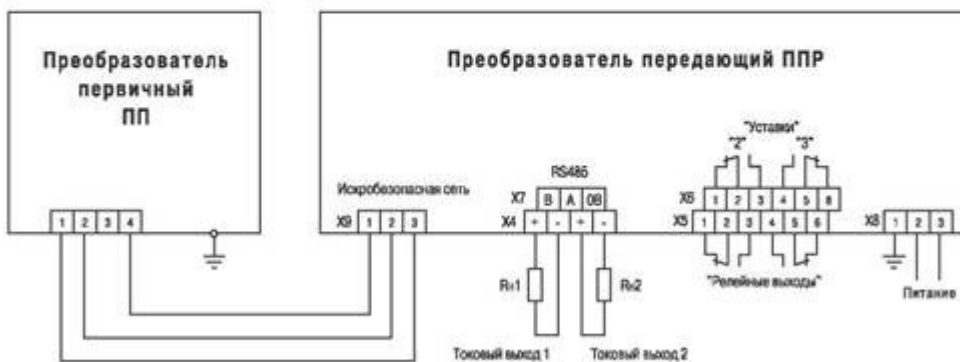 Преобразователь
первичный
ПП
1 2 3 4
Преобразователь передающий ППР
Искробезопасная сеть
X9 1 2 3
RS485
X7 B A 0B
X4 + - + -
Rн1
Rн2
Токовый выход 1
Токовый выход 2
"Уставки"
"2" "3"
X6 1 2 3 4 5 6
X5 1 2 3 4 5 6
"Релейные выходы"
X8 1 2 3
Питание